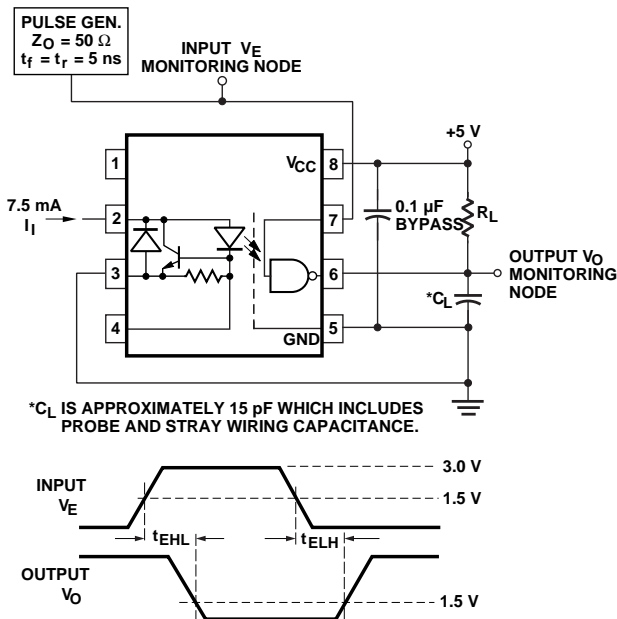 PULSE GEN.
ZO = 50 Ω
tf = tr = 5 ns
INPUT VE
MONITORING NODE
+5 V
1
VCC
8
7.5 mA
II
2
7
0.1 µF
BYPASS
RL
3
6
OUTPUT VO
MONITORING
NODE
*CL
4
GND
5
*CL IS APPROXIMATELY 15 pF WHICH INCLUDES
PROBE AND STRAY WIRING CAPACITANCE.
INPUT
VE
3.0 V
1.5 V
tEHL
tELH
OUTPUT
VO
1.5 V